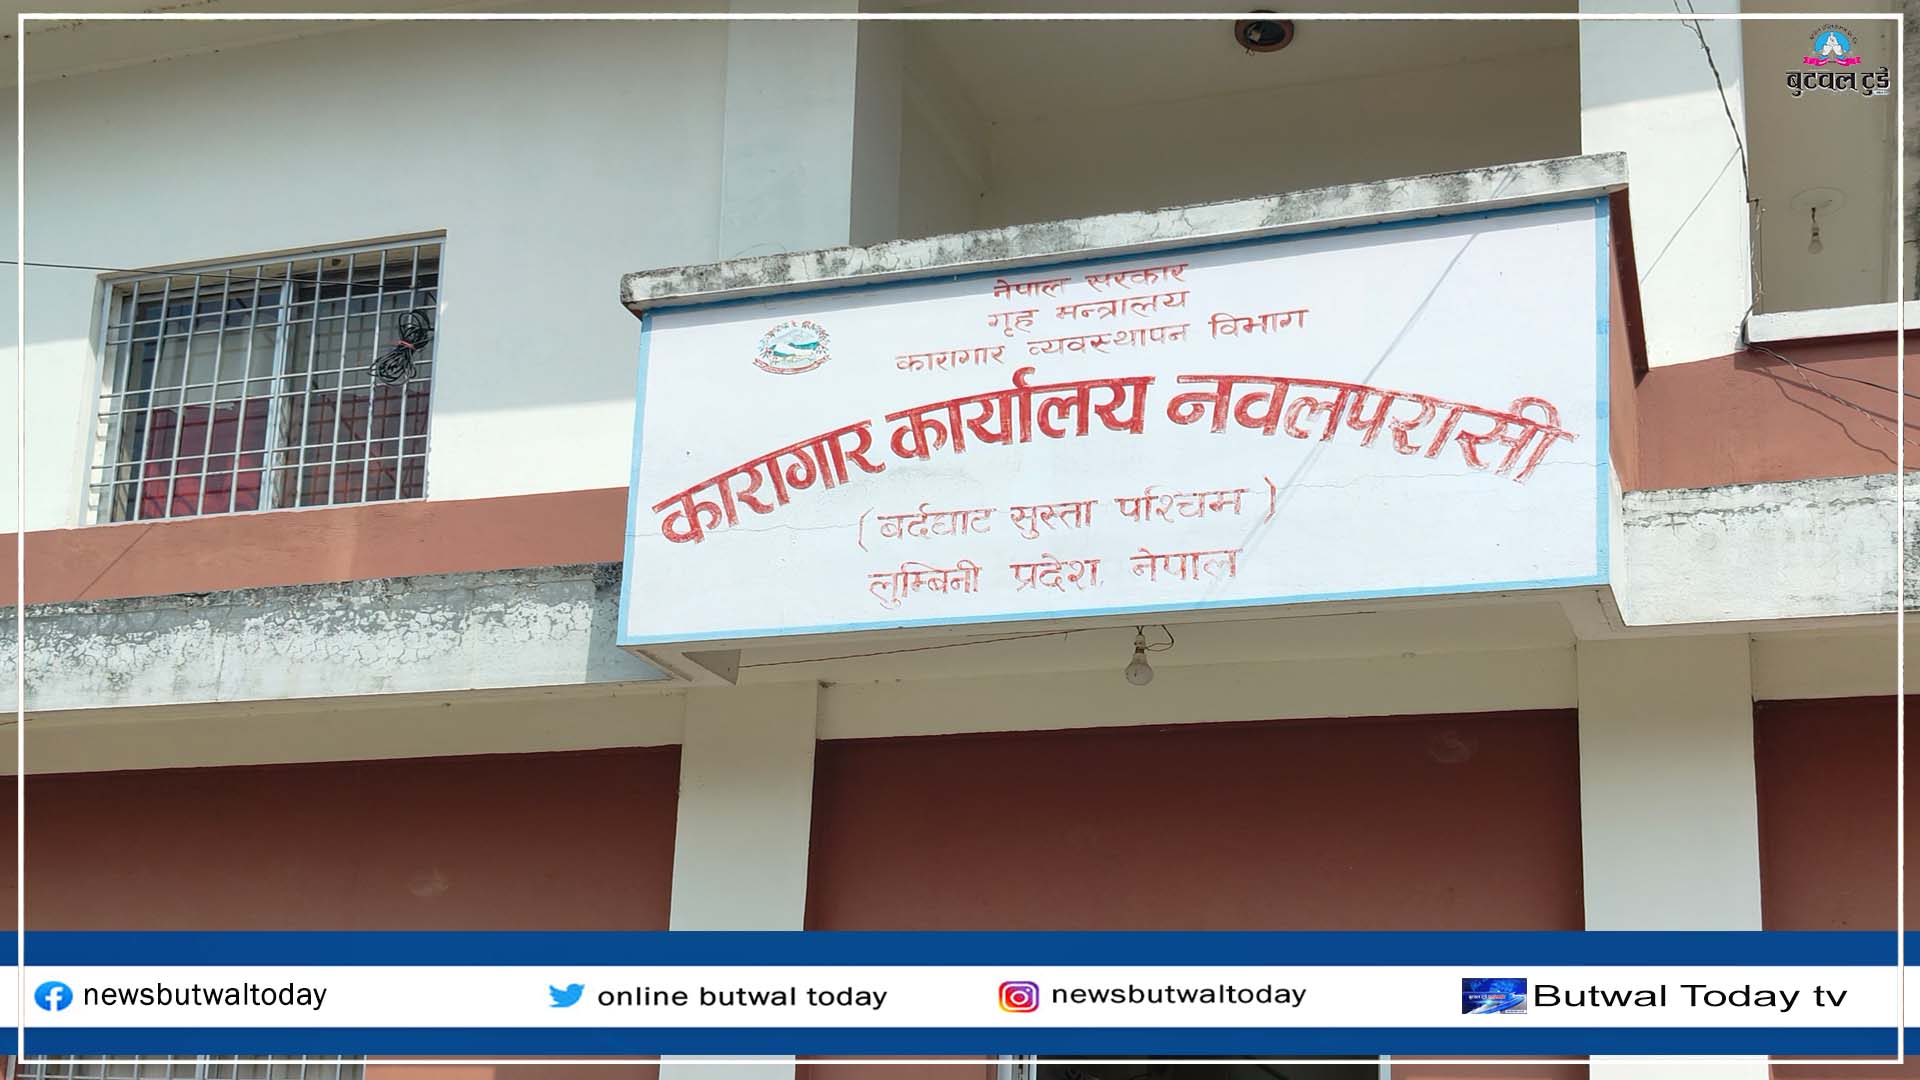 बुटवल टुडे
नेपाल सरकार
गृह मन्त्रालय
कारागार व्यवस्थापन विभाग
कारागार कार्यालय नवलपरासी
(बर्दघाट सुस्ता पश्चिम)
लुम्बिनी प्रदेश, नेपाल
newsbutwaltoday
online butwal today
newsbutwaltoday
Butwal Today tv